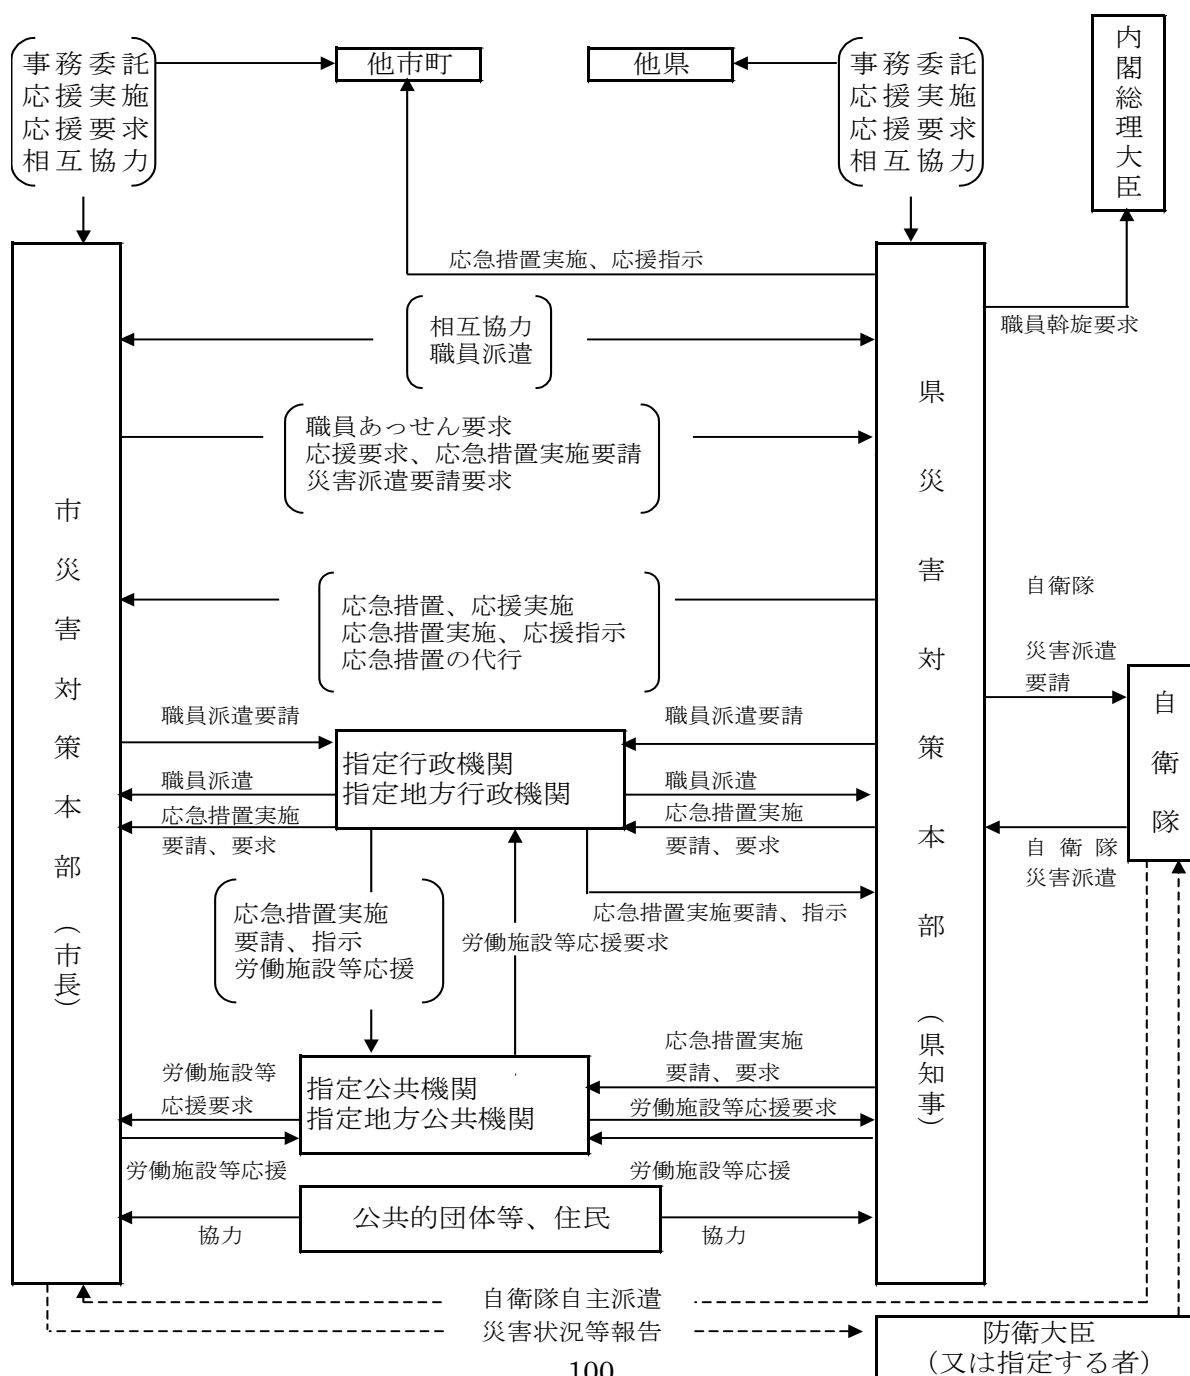 事務委託
応援実施
応援要求
相互協力
他市町
他県
事務委託
応援実施
応援要求
相互協力
内閣総理大臣
応急措置実施、応援指示
職員斡旋要求
相互協力
職員派遣
職員あっせん要求
応援要求、応急措置実施要請
災害派遣要請要求
市災害対策本部(市長)
県災害対策本部(県知事)
応急措置、応援実施
応急措置実施、応援指示
応急措置の代行
自衛隊
災害派遣
要請
自衛隊
職員派遣要請
職員派遣要請
指定行政機関
指定地方行政機関
職員派遣
職員派遣
応急措置実施
要請、要求
応急措置実施
要請、要求
自衛隊
災害派遣
応急措置実施
要請、指示
労働施設等応援
応急措置実施要請、指示
労働施設等応援要求
応急措置実施
要請、要求
労働施設等
応援要求
指定公共機関
指定地方公共機関
労働施設等応援要求
労働施設等応援
労働施設等応援
公共的団体等、住民
協力
協力
自衛隊自主派遣
災害状況等報告
防衛大臣
(又は指定する者)
100